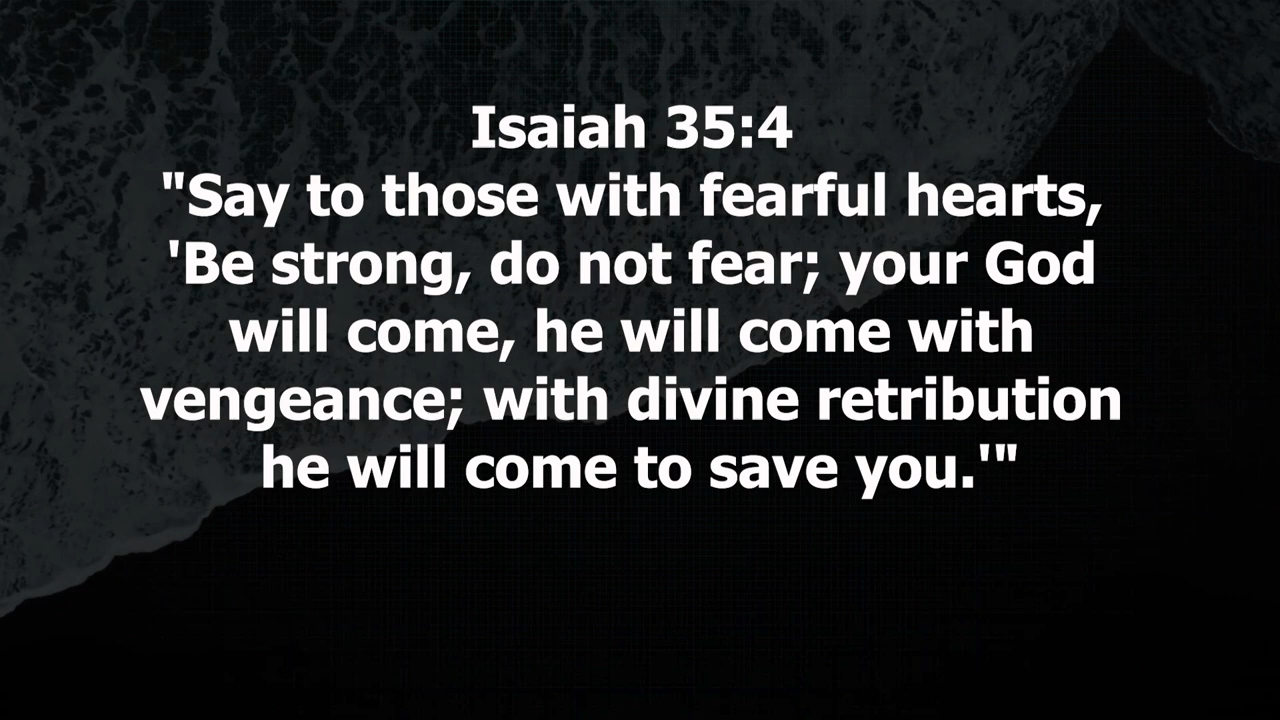 Isaiah 35:4
"Say to those with fearful hearts,
'Be strong, do not fear; your God
will come, he will come with
vengeance; with divine retribution
he will come to save you.'"